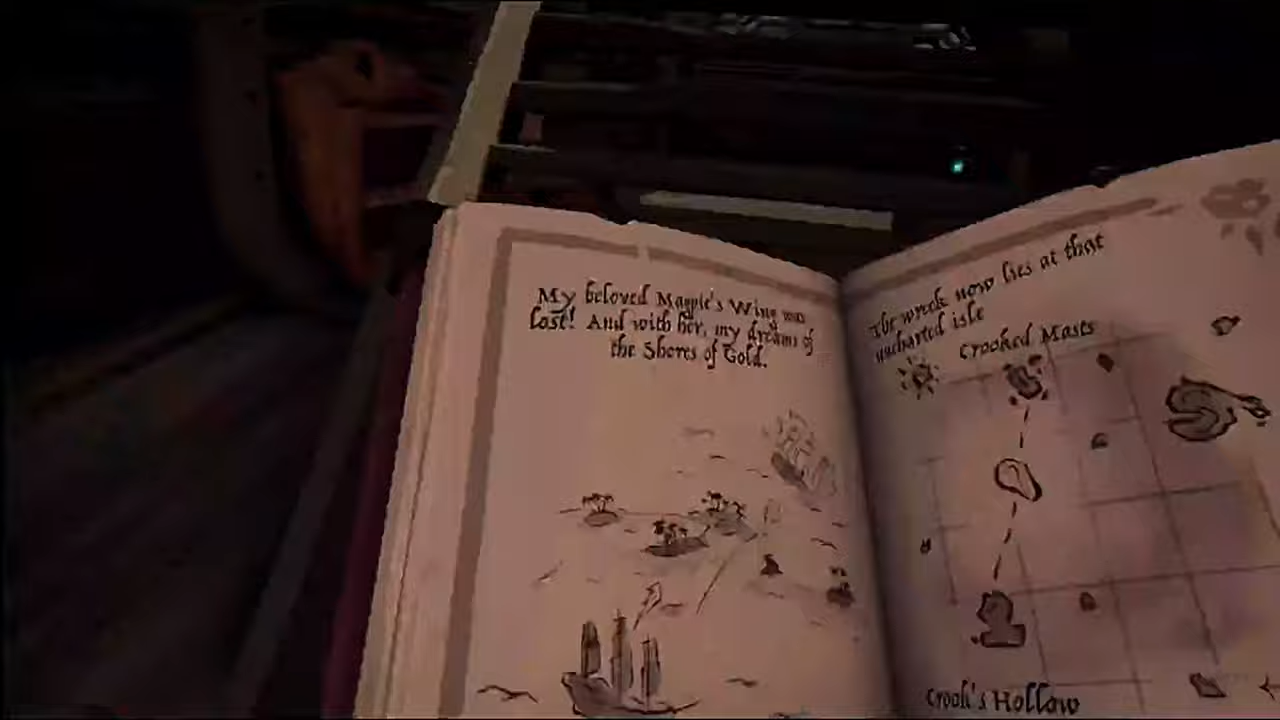 My beloved Magpie's Wing was
lost! And with her, my dreams of
the Shores of Gold.
The wreck now lies at that
uncharted isle
Crooked Masts
Crook's Hollow